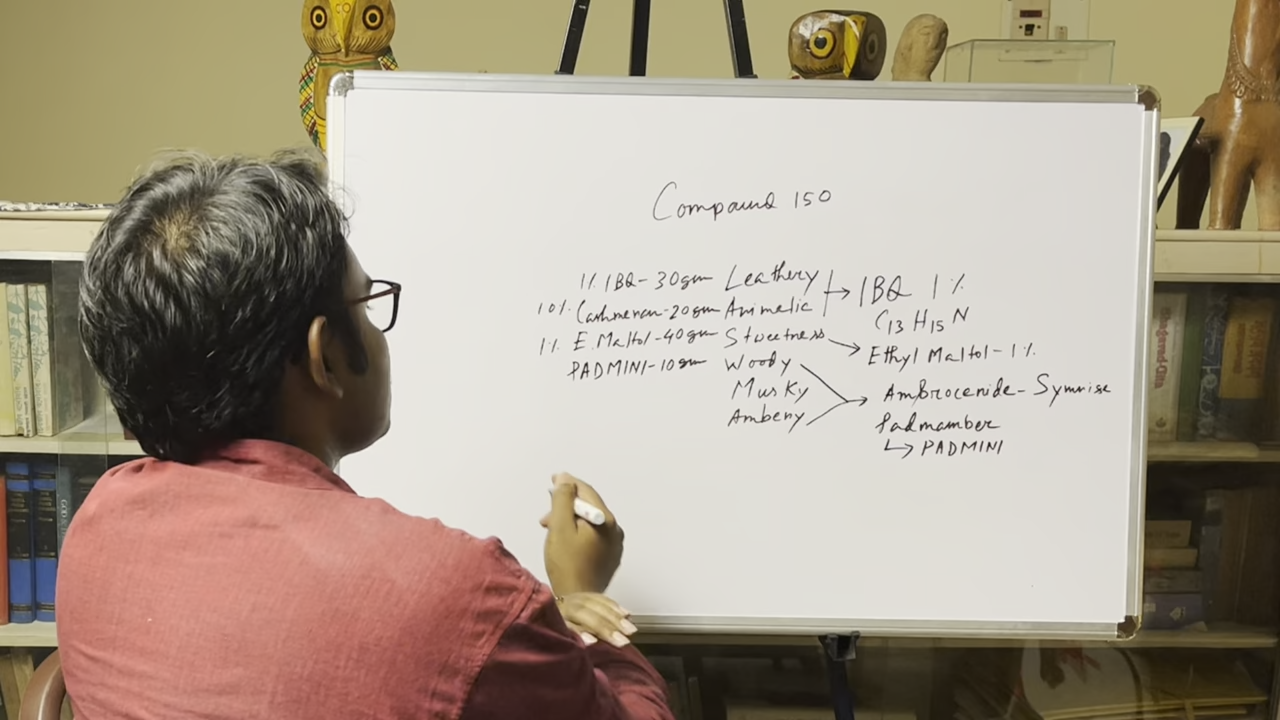 Compound 150
1% IBQ - 30gm Leathery → IBQ 1%
10% Cashmeran - 20gm Animelic
C13 H15 N
1% E. Maltol - 40gm Sweetness → Ethyl Maltol - 1%
PADMINI - 10gm Woody
Musky → Ambrocenide - Symrise
Ambery
Padmamber
↳ PADMINI